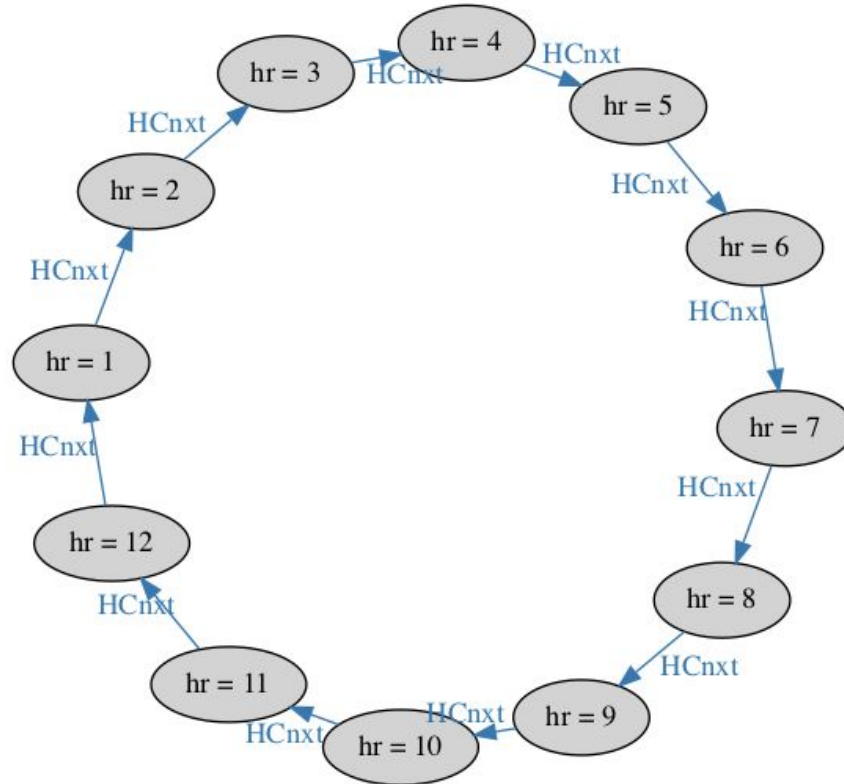 hr = 4
hr = 3
HCnxt
HCnxt
hr = 5
HCnxt
hr = 2
HCnxt
hr = 6
HCnxt
HCnxt
hr = 1
hr = 7
HCnxt
HCnxt
hr = 12
hr = 8
HCnxt
HCnxt
hr = 11
hr = 9
HCnxt
HCnxt
hr = 10